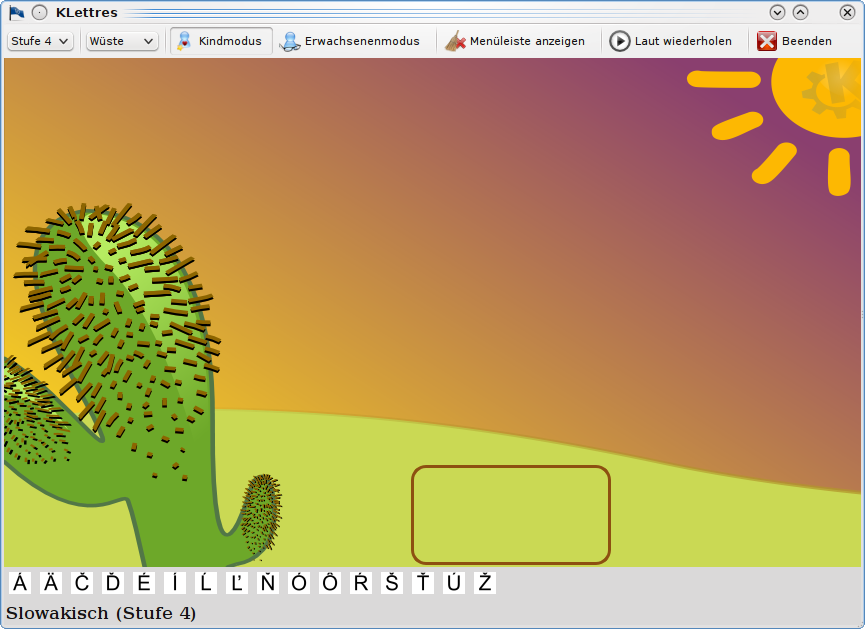 KLettres
Stufe 4 Wüste Kindmodus Erwachsenenmodus Menüleiste anzeigen Laut wiederholen Beenden
K
Á Ä Č Ď É Í Ĺ Ľ Ň Ó Ô Ŕ Š Ť Ú Ž
Slowakisch (Stufe 4)